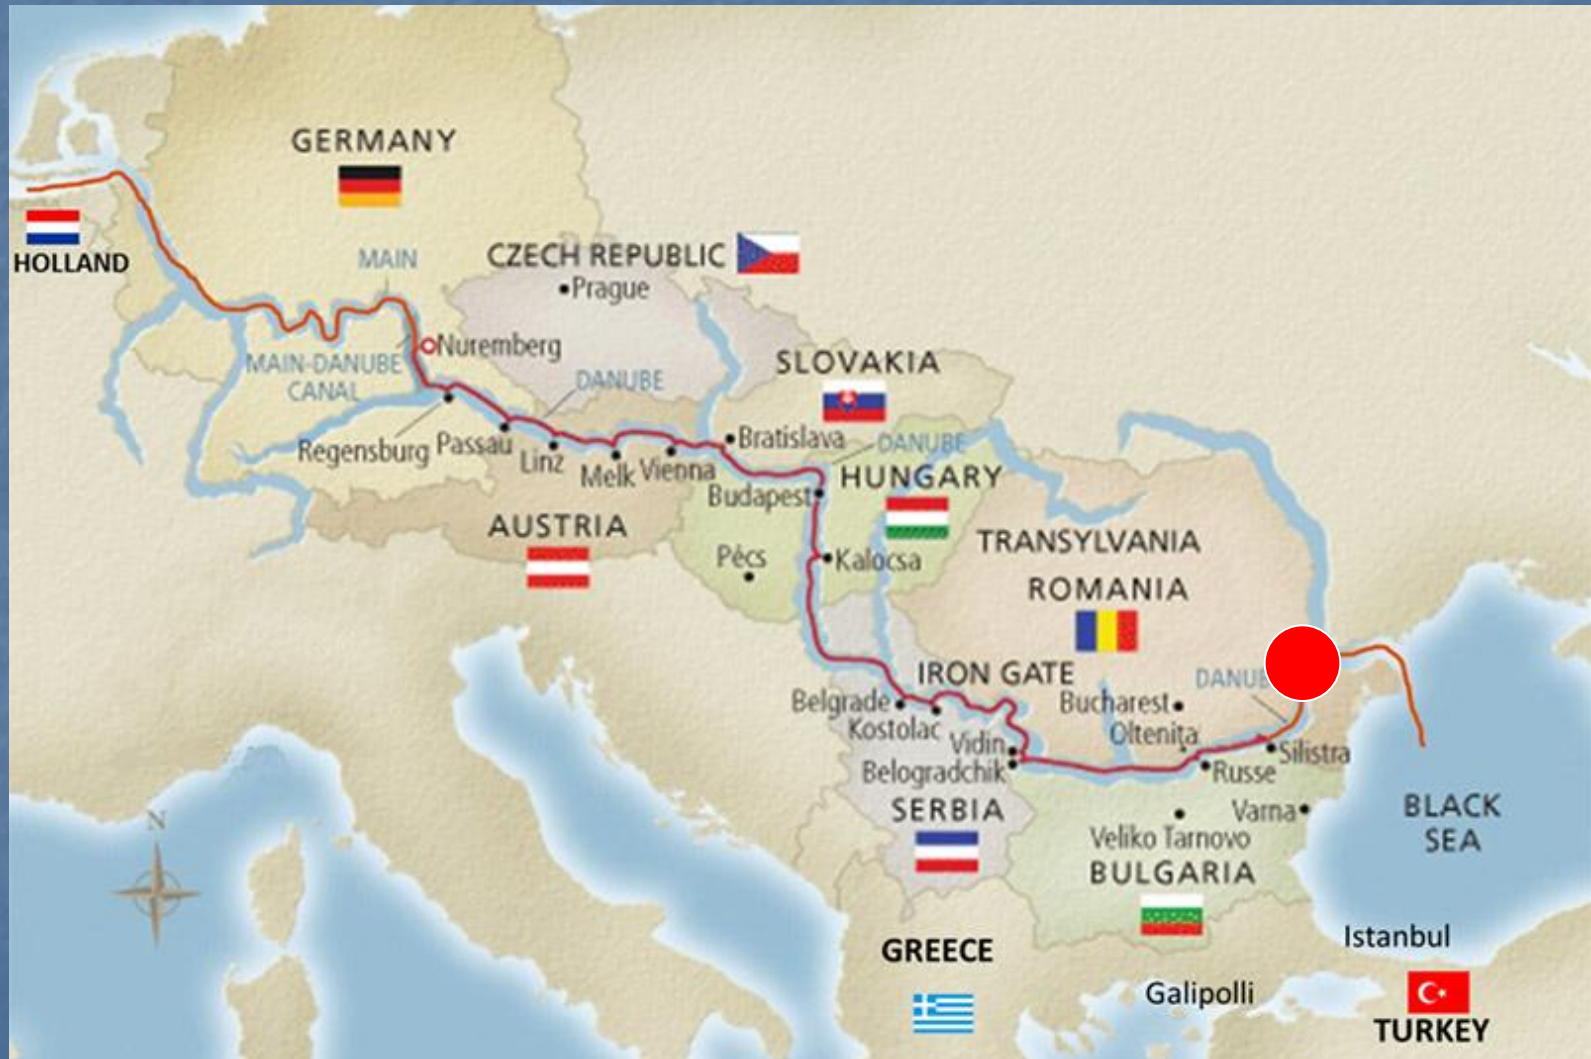 GERMANY
HOLLAND
MAIN
CZECH REPUBLIC
Prague
Nuremberg
MAIN-DANUBE
CANAL
DANUBE
SLOVAKIA
Regensburg
Passau
Linz
Melk
Vienna
Bratislava
DANUBE
HUNGARY
Budapest
AUSTRIA
Pécs
Kalocsa
TRANSYLVANIA
ROMANIA
IRON GATE
DANUB
Belgrade
Kostolac
Bucharest
Oltenița
Vidin
Belogradchik
Silistra
Russe
SERBIA
Varna
Veliko Tarnovo
BULGARIA
BLACK
SEA
N
GREECE
Istanbul
Galipolli
TURKEY